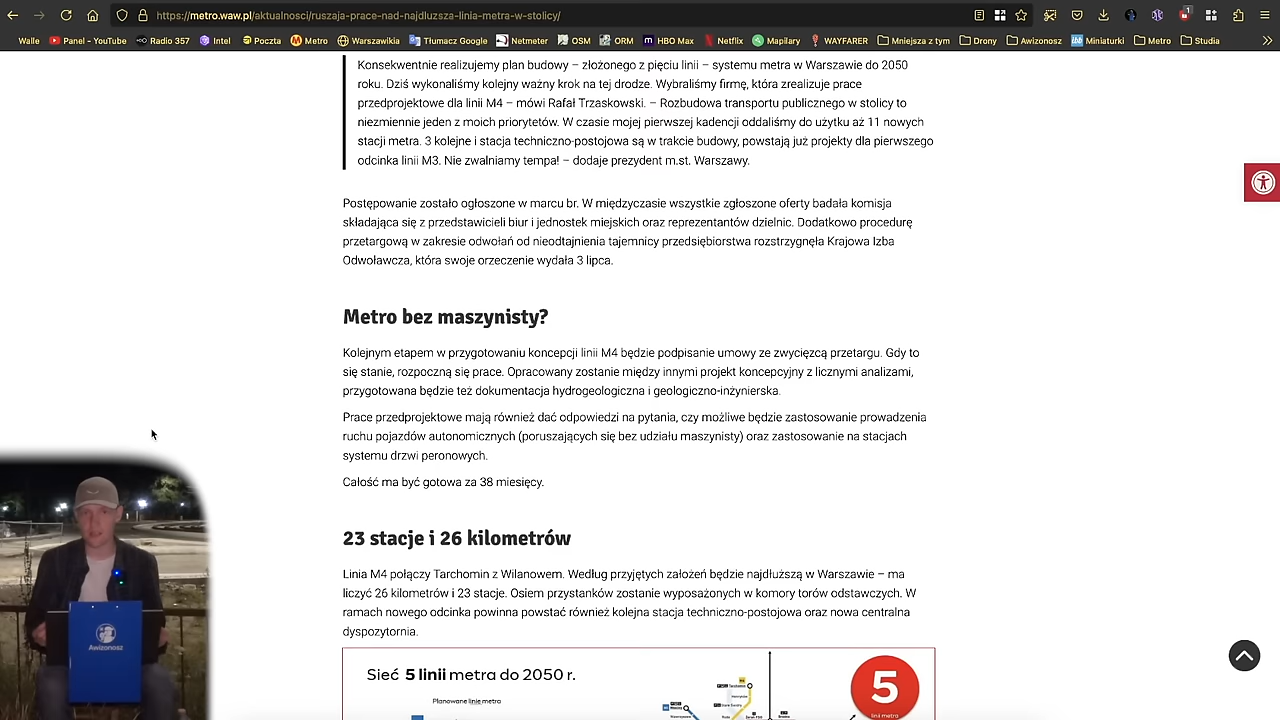 https://metro.waw.pl/aktualnosci/ruszaja-prace-nad-najdluzsza-linia-metra-w-stolicy/
Walle Panel - YouTube Radio 357 Intel Poczta Metro Warszawikia Tłumacz Google Netmeter OSM ORM HBO Max Netflix Mapilary WAYFARER Mniejsza z tym Drony Awizonosz Miniaturki Metro Studia
Konsekwentnie realizujemy plan budowy – złożonego z pięciu linii – systemu metra w Warszawie do 2050
roku. Dziś wykonaliśmy kolejny ważny krok na tej drodze. Wybraliśmy firmę, która zrealizuje prace
przedprojektowe dla linii M4 – mówi Rafał Trzaskowski. – Rozbudowa transportu publicznego w stolicy to
niezmiennie jeden z moich priorytetów. W czasie mojej pierwszej kadencji oddaliśmy do użytku aż 11 nowych
stacji metra. 3 kolejne i stacja techniczno-postojowa są w trakcie budowy, powstają już projekty dla pierwszego
odcinka linii M3. Nie zwalniamy tempa! – dodaje prezydent m.st. Warszawy.
Postępowanie zostało ogłoszone w marcu br. W międzyczasie wszystkie zgłoszone oferty badała komisja
składająca się z przedstawicieli biur i jednostek miejskich oraz reprezentantów dzielnic. Dodatkowo procedurę
przetargową w zakresie odwołań od nieodtajnienia tajemnicy przedsiębiorstwa rozstrzygnęła Krajowa Izba
Odwoławcza, która swoje orzeczenie wydała 3 lipca.
Metro bez maszynisty?
Kolejnym etapem w przygotowaniu koncepcji linii M4 będzie podpisanie umowy ze zwycięzcą przetargu. Gdy to
się stanie, rozpoczną się prace. Opracowany zostanie między innymi projekt koncepcyjny z licznymi analizami,
przygotowana będzie też dokumentacja hydrogeologiczna i geologiczno-inżynierska.
Prace przedprojektowe mają również dać odpowiedzi na pytania, czy możliwe będzie zastosowanie prowadzenia
ruchu pojazdów autonomicznych (poruszających się bez udziału maszynisty) oraz zastosowanie na stacjach
systemu drzwi peronowych.
Całość ma być gotowa za 38 miesięcy.
23 stacje i 26 kilometrów
Linia M4 połączy Tarchomin z Wilanowem. Według przyjętych założeń będzie najdłuższą w Warszawie – ma
liczyć 26 kilometrów i 23 stacje. Osiem przystanków zostanie wyposażonych w komory torów odstawczych. W
ramach nowego odcinka powinna powstać również kolejna stacja techniczno-postojowa oraz nowa centralna
dyspozytornia.
Sieć 5 linii metra do 2050 r.
Planowane linie metra
5
linii metra
Awizonosz